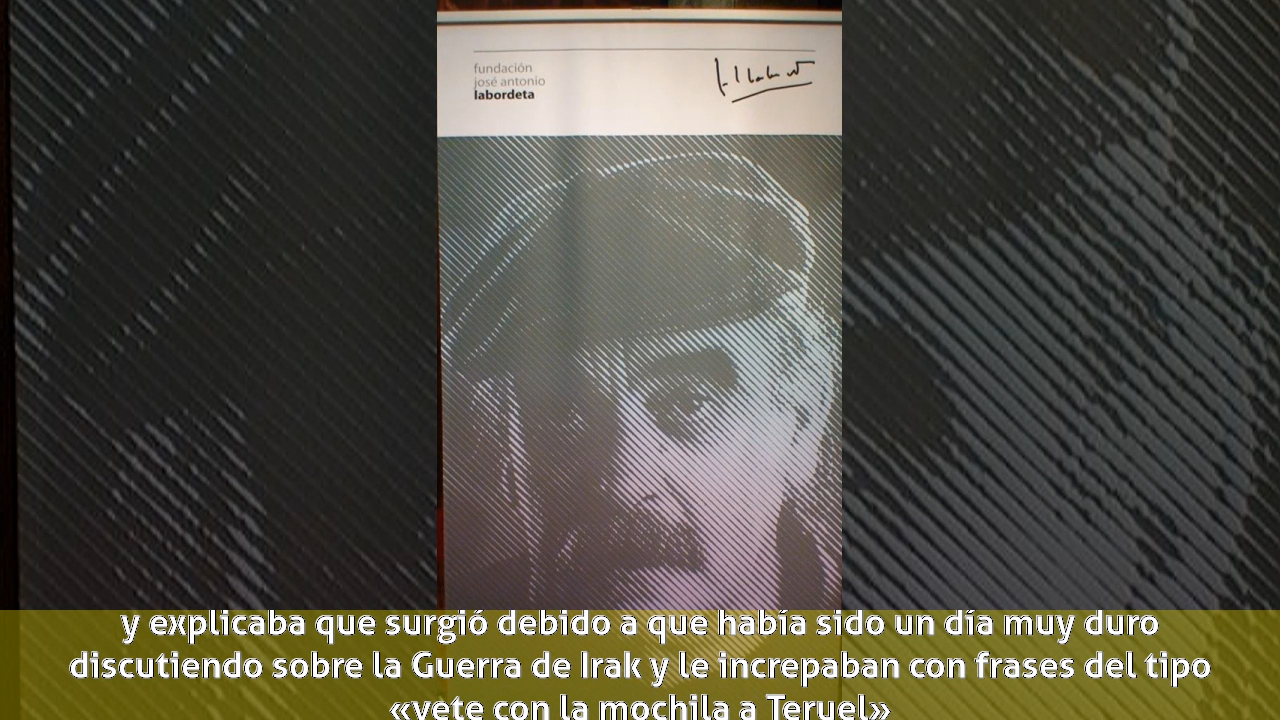 fundación
josé antonio
labordeta
y explicaba que surgió debido a que había sido un día muy duro
discutiendo sobre la Guerra de Irak y le increpaban con frases del tipo
«vete con la mochila a Teruel»